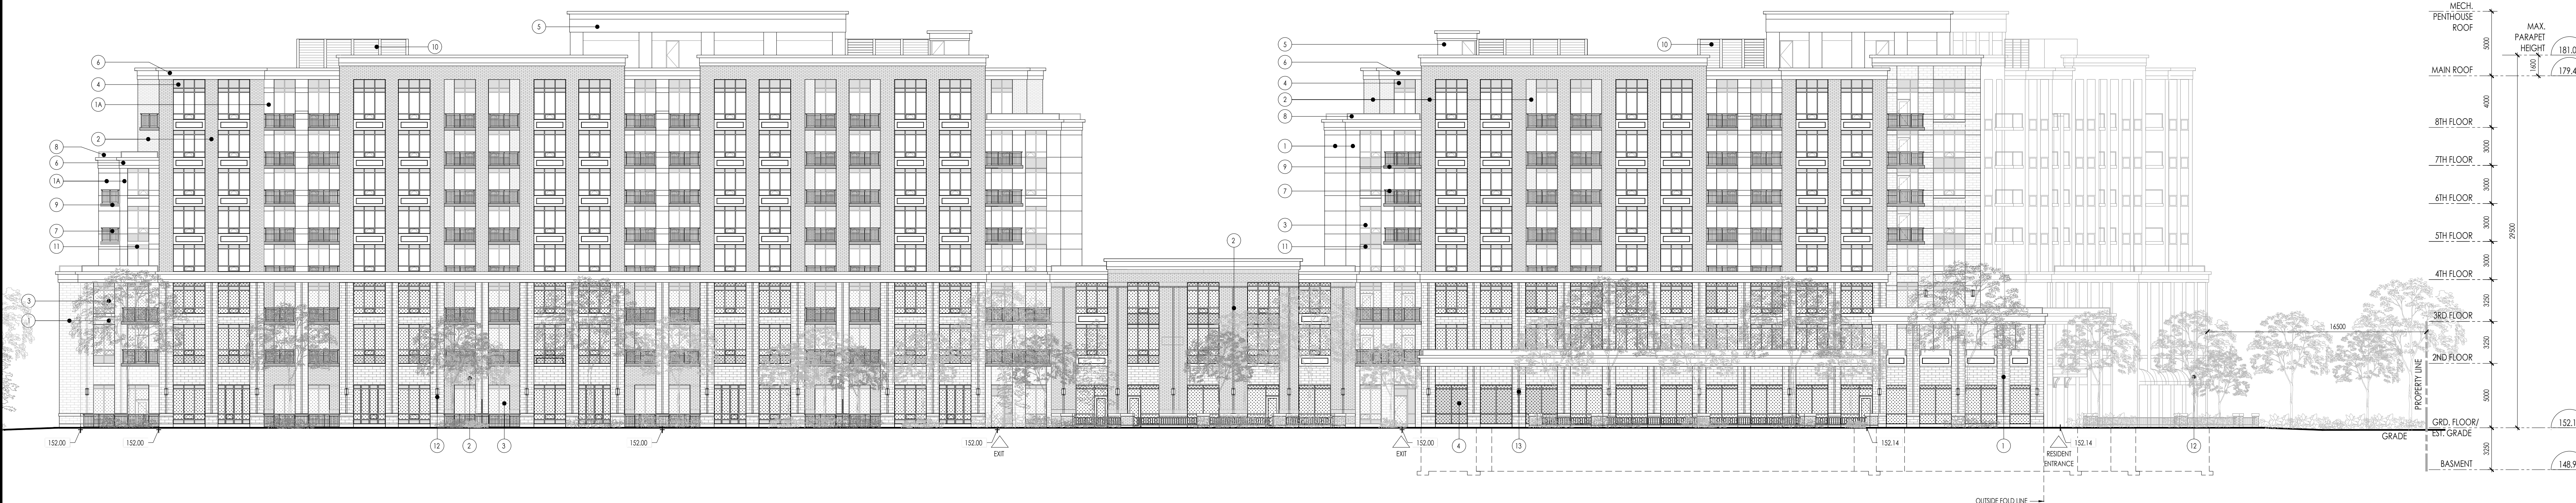 5
10
6
4
1A
2
8
6
1A
9
7
11
3
1
152.00
152.00
12
2
3
152.00
152.00
EXIT
2
5
6
4
2
8
1
9
7
3
11
10
EXIT
152.00
4
13
152.14
1
152.14
RESIDENT
ENTRANCE
12
OUTSIDE FOLD LINE
16500
PROPERTY LINE
GRADE
MECH.
PENTHOUSE
ROOF
MAX.
PARAPET
HEIGHT
181.0
MAIN ROOF
179.4
8TH FLOOR
7TH FLOOR
6TH FLOOR
5TH FLOOR
4TH FLOOR
3RD FLOOR
2ND FLOOR
GRD. FLOOR/
EST. GRADE
152.1
BASMENT
148.9
5000
1600
4000
3000
3000
3000
3000
3250
3250
5000
3250
29500